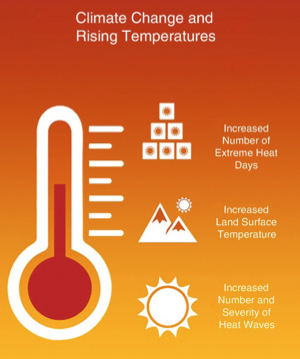 Climate Change and
Rising Temperatures
Increased
Number of
Extreme Heat
Days
Increased
Land Surface
Temperature
Increased
Number and
Severity of
Heat Waves